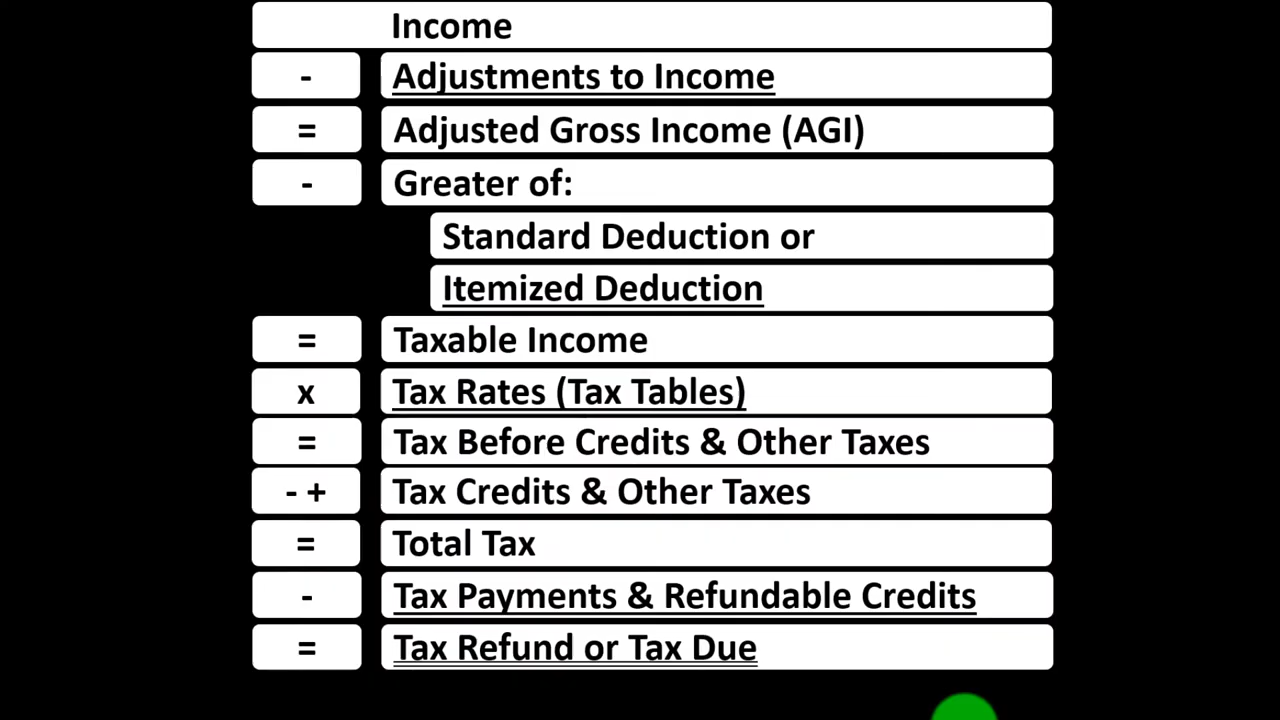 Income
- Adjustments to Income
= Adjusted Gross Income (AGI)
- Greater of:
Standard Deduction or
Itemized Deduction
= Taxable Income
x Tax Rates (Tax Tables)
= Tax Before Credits & Other Taxes
- + Tax Credits & Other Taxes
= Total Tax
- Tax Payments & Refundable Credits
= Tax Refund or Tax Due